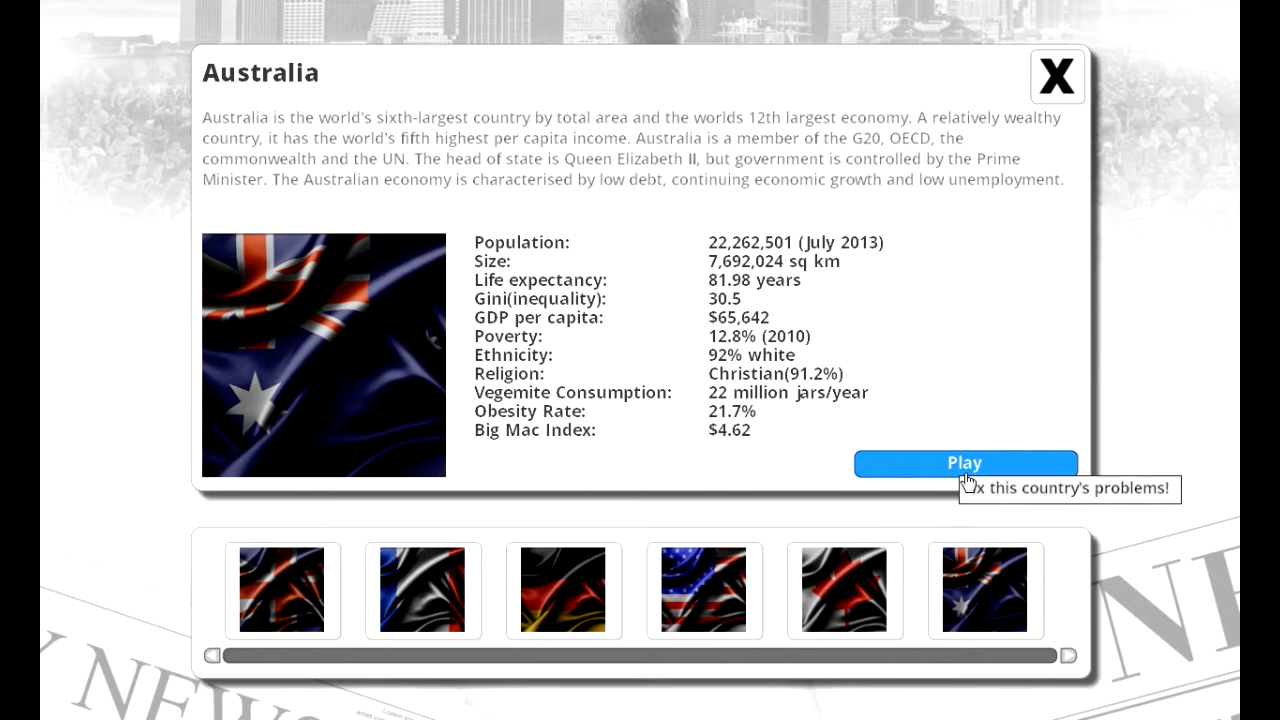 Australia
X
Australia is the world's sixth-largest country by total area and the worlds 12th largest economy. A relatively wealthy
country, it has the world's fifth highest per capita income. Australia is a member of the G20, OECD, the
commonwealth and the UN. The head of state is Queen Elizabeth II, but government is controlled by the Prime
Minister. The Australian economy is characterised by low debt, continuing economic growth and low unemployment.
Population: 22,262,501 (July 2013)
Size: 7,692,024 sq km
Life expectancy: 81.98 years
Gini(inequality): 30.5
GDP per capita: $65,642
Poverty: 12.8% (2010)
Ethnicity: 92% white
Religion: Christian(91.2%)
Vegemite Consumption: 22 million jars/year
Obesity Rate: 21.7%
Big Mac Index: $4.62
Play
this country's problems!
NEWS